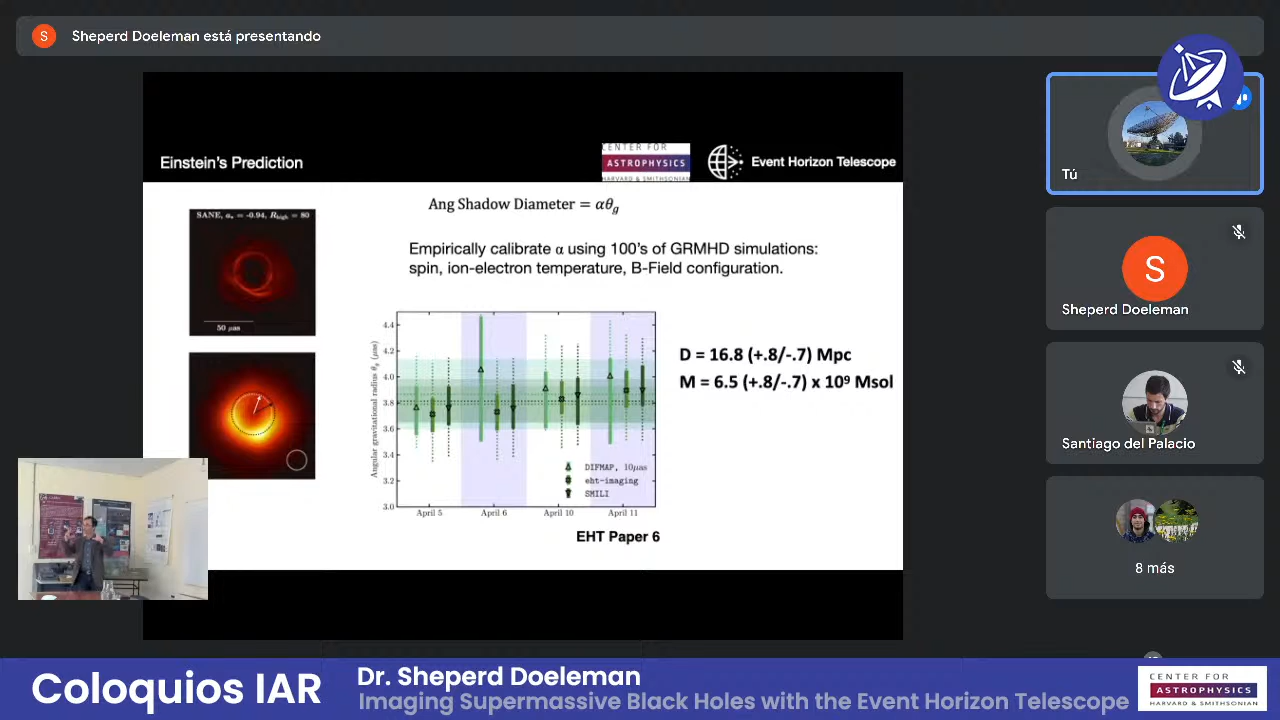 S
Sheperd Doeleman está presentando
Einstein's Prediction
CENTER FOR
ASTROPHYSICS
HARVARD & SMITHSONIAN
Event Horizon Telescope
Ang Shadow Diameter = αθg
SANE, a* = -0.94, Rhigh = 80
50 μas
Empirically calibrate α using 100's of GRMHD simulations:
spin, ion-electron temperature, B-Field configuration.
Angular gravitational radius θg (μas)
4.4
4.2
4.0
3.8
3.6
3.4
3.2
3.0
DIFMAP, 10μas
eht-imaging
SMILI
April 5
April 6
April 10
April 11
D = 16.8 (+.8/-.7) Mpc
M = 6.5 (+.8/-.7) x 10⁹ Msol
EHT Paper 6
Tú
S
Sheperd Doeleman
Santiago del Palacio
8 más
Coloquios IAR
Dr. Sheperd Doeleman
Imaging Supermassive Black Holes with the Event Horizon Telescope
CENTER FOR
ASTROPHYSICS
HARVARD & SMITHSONIAN